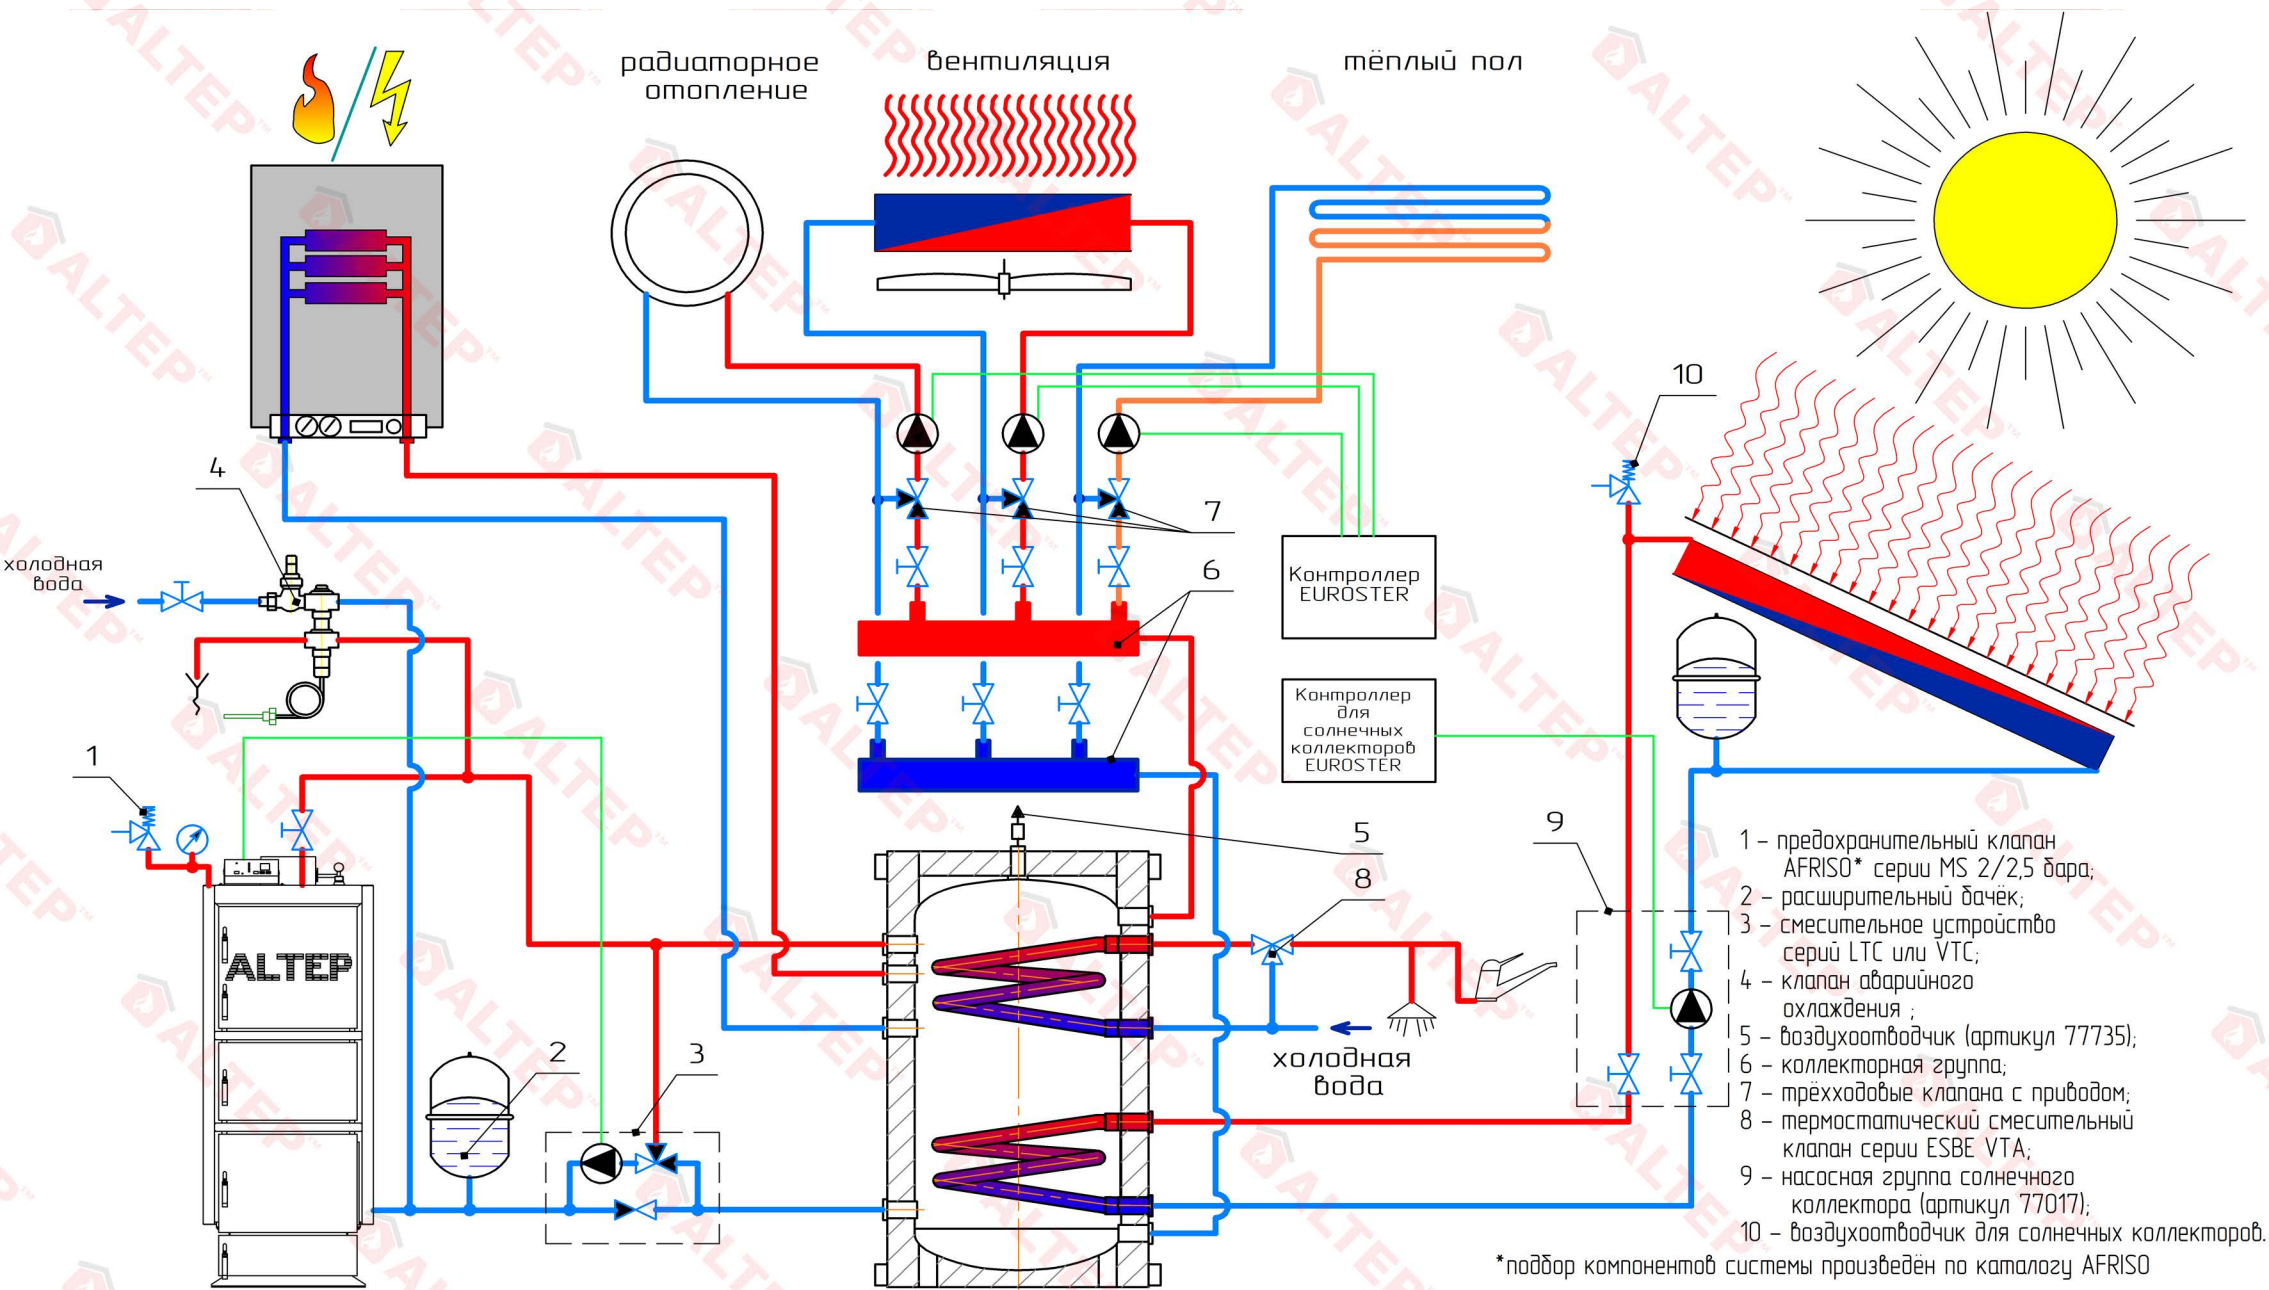 радиаторное
отопление
вентиляция
тёплый пол
10
4
7
6
холодная
вода
Контроллер
EUROSTER
Контроллер
для
солнечных
коллекторов
EUROSTER
1
5
8
9
ALTEP
2
3
холодная
вода
1 – предохранительный клапан
AFRISO* серии MS 2/2,5 бара;
2 – расширительный бачёк;
3 – смесительное устройство
серий LTC или VTC;
4 – клапан аварийного
охлаждения ;
5 – воздухоотводчик (артикул 77735);
6 – коллекторная группа;
7 – трёхходовые клапана с приводом;
8 – термостатический смесительный
клапан серии ESBE VTA;
9 – насосная группа солнечного
коллектора (артикул 77017);
10 – воздухоотводчик для солнечных коллекторов.
*подбор компонентов системы произведён по каталогу AFRISO